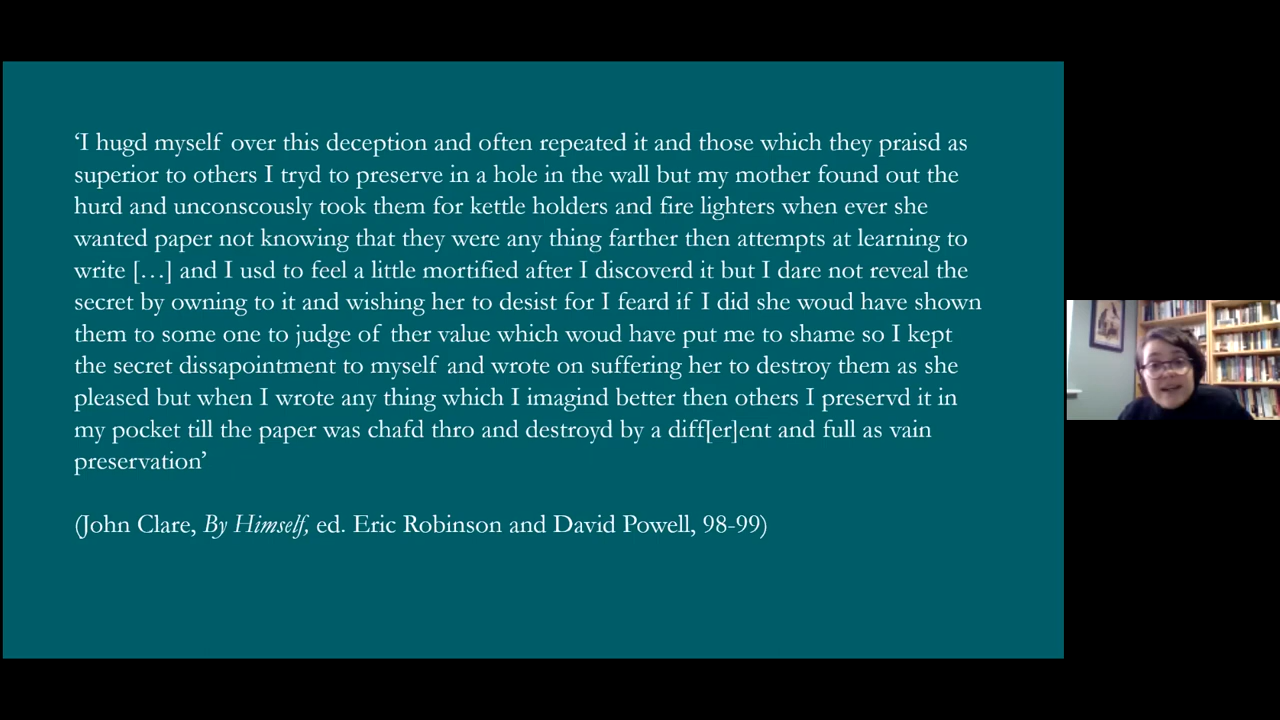 ‘I hugd myself over this deception and often repeated it and those which they praisd as
superior to others I tryd to preserve in a hole in the wall but my mother found out the
hurd and unconscously took them for kettle holders and fire lighters when ever she
wanted paper not knowing that they were any thing farther then attempts at learning to
write […] and I usd to feel a little mortified after I discoverd it but I dare not reveal the
secret by owning to it and wishing her to desist for I feard if I did she woud have shown
them to some one to judge of ther value which woud have put me to shame so I kept
the secret dissapointment to myself and wrote on suffering her to destroy them as she
pleased but when I wrote any thing which I imagind better then others I preservd it in
my pocket till the paper was chafd thro and destroyd by a diff[er]ent and full as vain
preservation’
(John Clare, By Himself, ed. Eric Robinson and David Powell, 98-99)